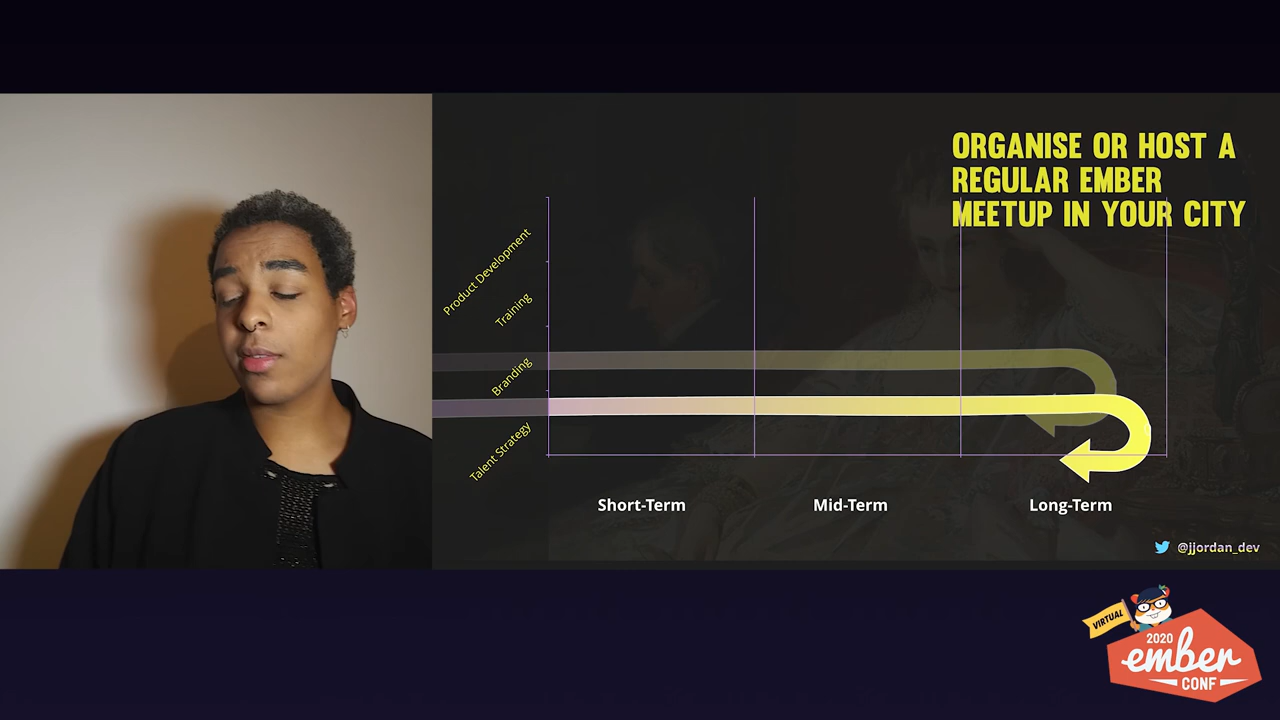 ORGANISE OR HOST A
REGULAR EMBER
MEETUP IN YOUR CITY
Product Development
Training
Branding
Talent Strategy
Short-Term
Mid-Term
Long-Term
@jjordan_dev
VIRTUAL
2020
ember
CONF